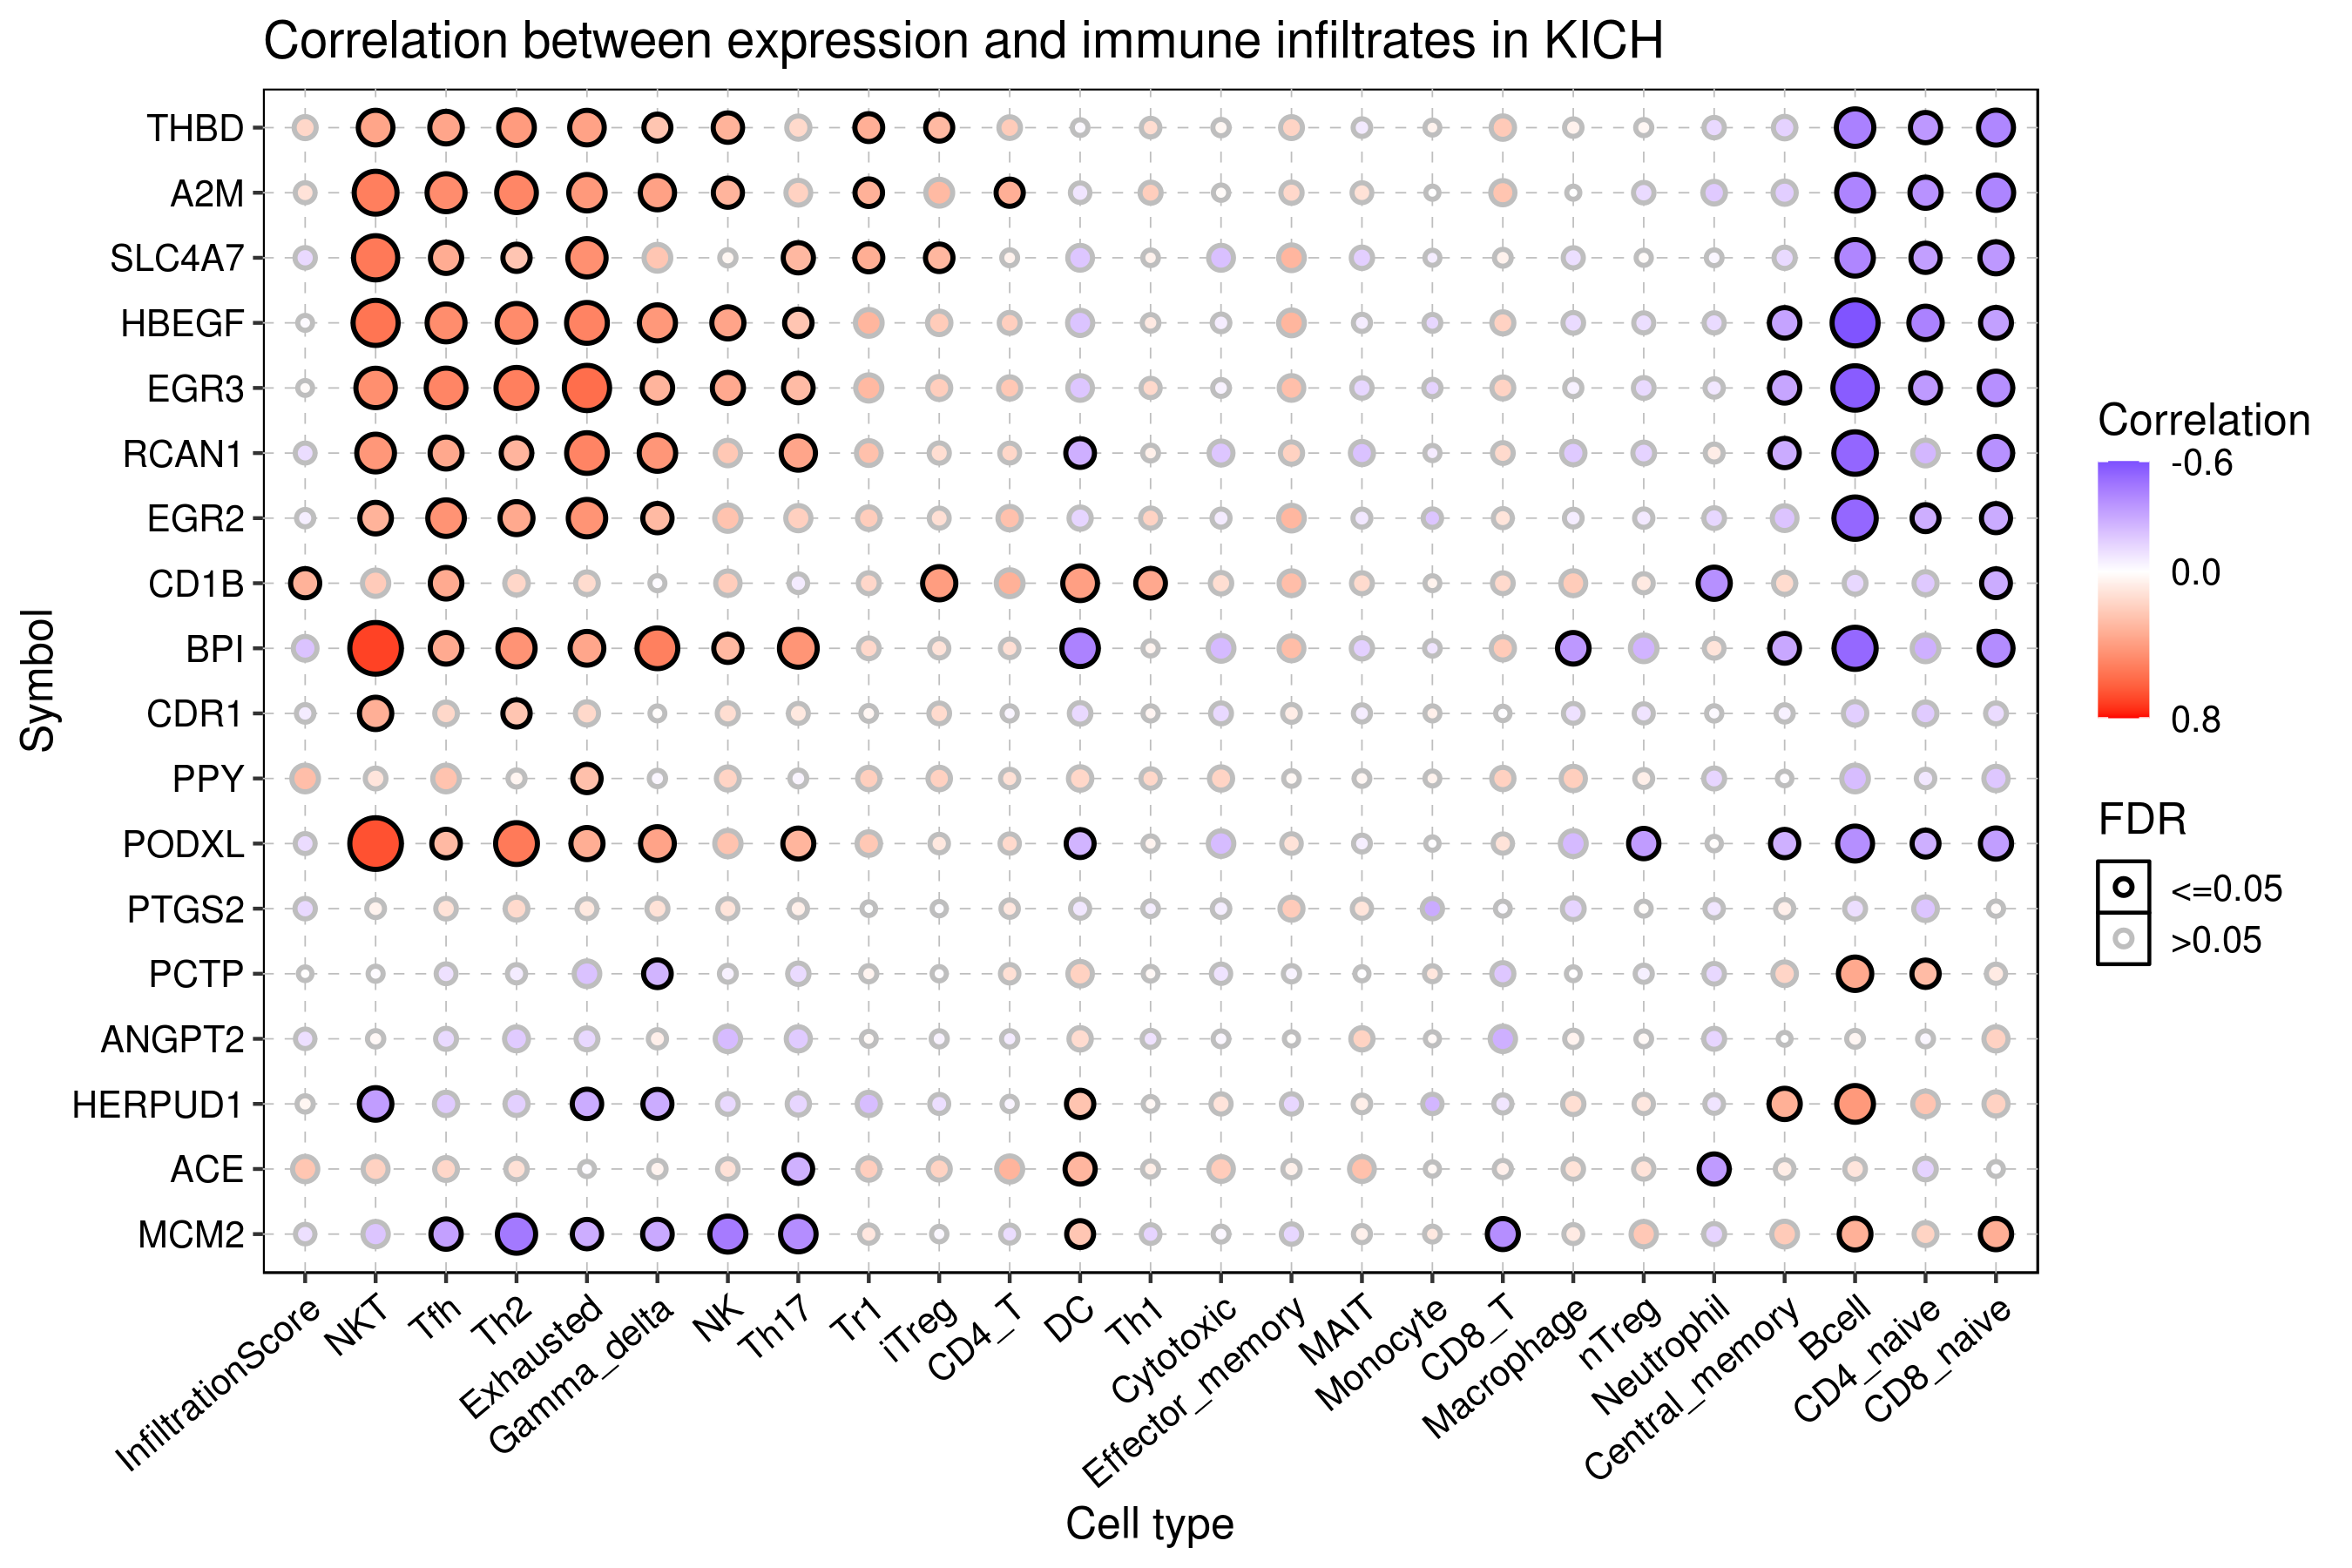 Correlation between expression and immune infiltrates in KICH
Symbol
THBD
A2M
SLC4A7
HBEGF
EGR3
RCAN1
EGR2
CD1B
BPI
CDR1
PPY
PODXL
PTGS2
PCTP
ANGPT2
HERPUD1
ACE
MCM2
InfiltrationScore
NKT
Tfh
Th2
Exhausted
Gamma_delta
NK
Th17
Tr1
iTreg
CD4_T
DC
Th1
Cytotoxic
Effector_memory
MAIT
Monocyte
CD8_T
Macrophage
nTreg
Neutrophil
Central_memory
Bcell
CD4_naive
CD8_naive
Cell type
Correlation
-0.6
0.0
0.8
FDR
<=0.05
>0.05